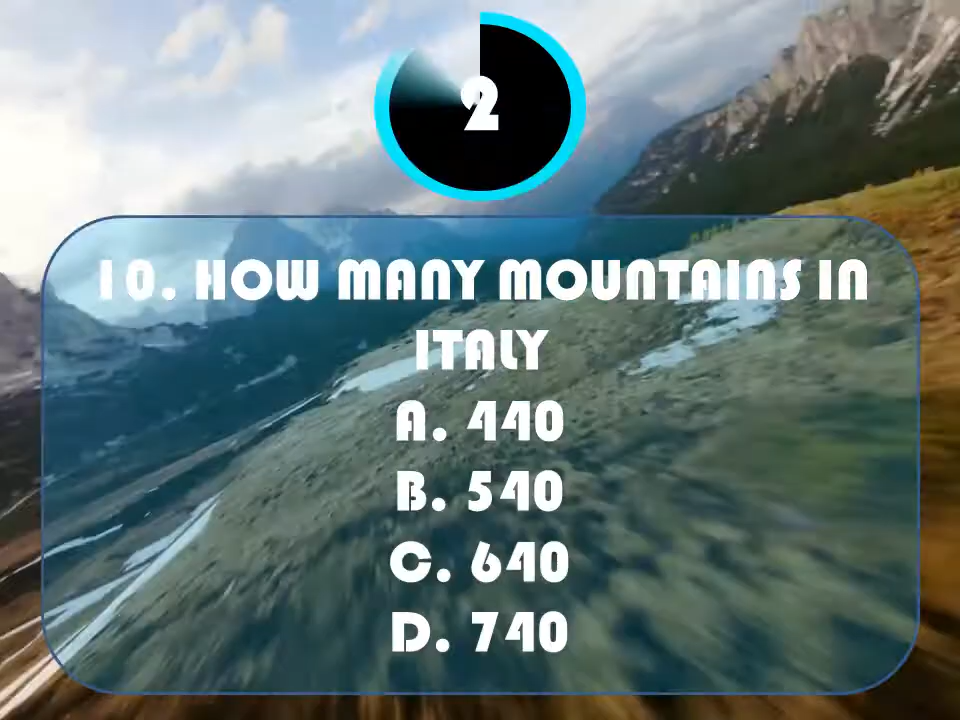 2
10. HOW MANY MOUNTAINS IN
ITALY
A. 440
B. 540
C. 640
D. 740